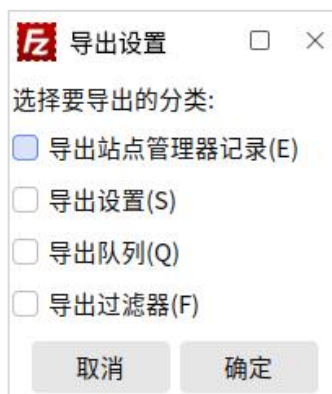 Fz 导出设置
选择要导出的分类:
导出站点管理器记录(E)
导出设置(S)
导出队列(Q)
导出过滤器(F)
取消 确定